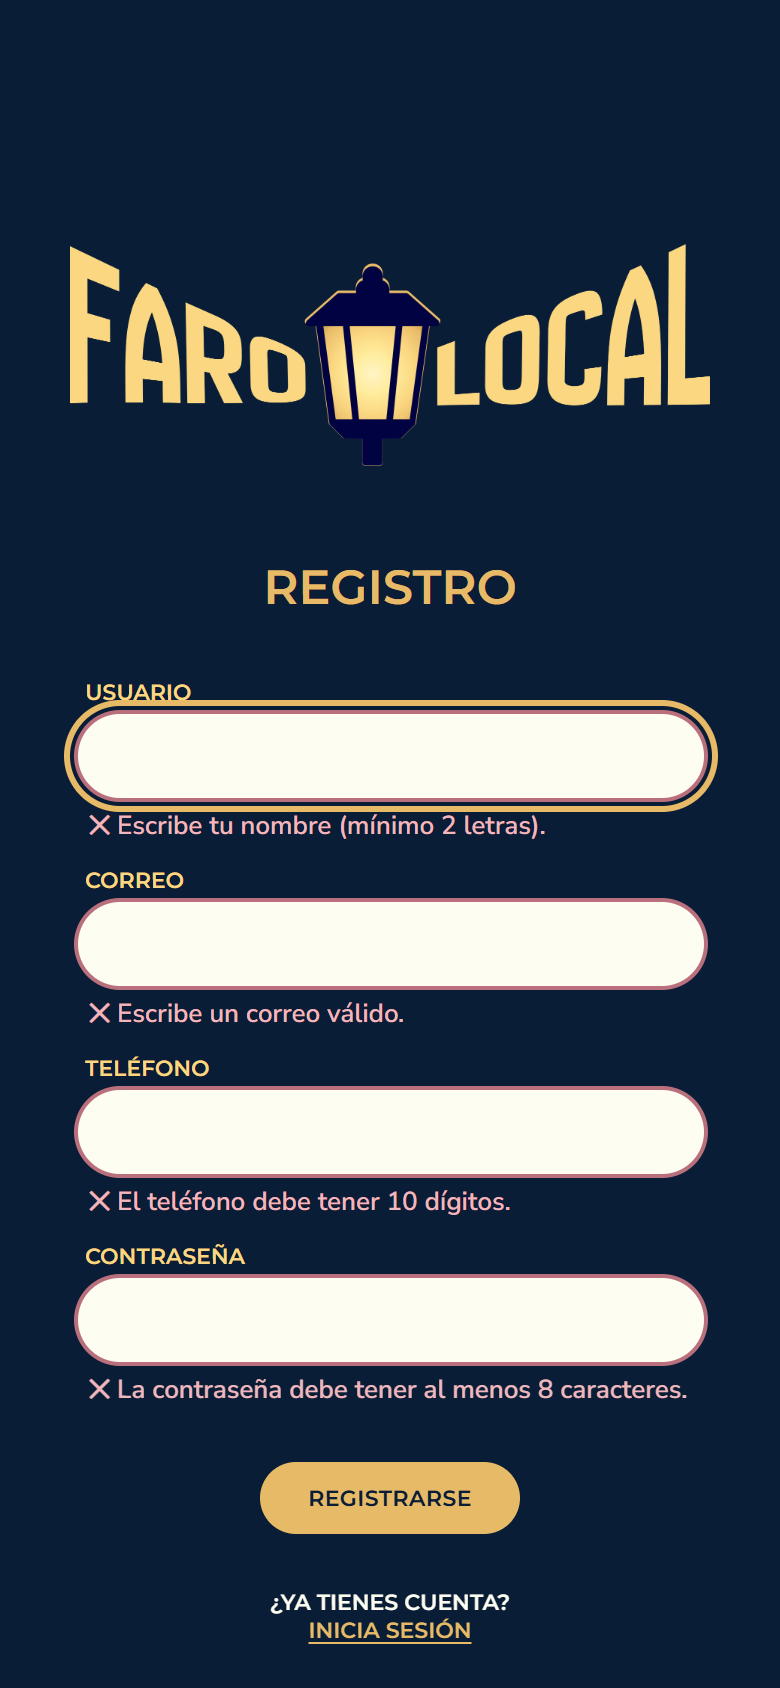 FARO LOCAL
REGISTRO
USUARIO
Escribe tu nombre (mínimo 2 letras).
CORREO
Escribe un correo válido.
TELÉFONO
El teléfono debe tener 10 dígitos.
CONTRASEÑA
La contraseña debe tener al menos 8 caracteres.
REGISTRARSE
¿YA TIENES CUENTA?
INICIA SESIÓN